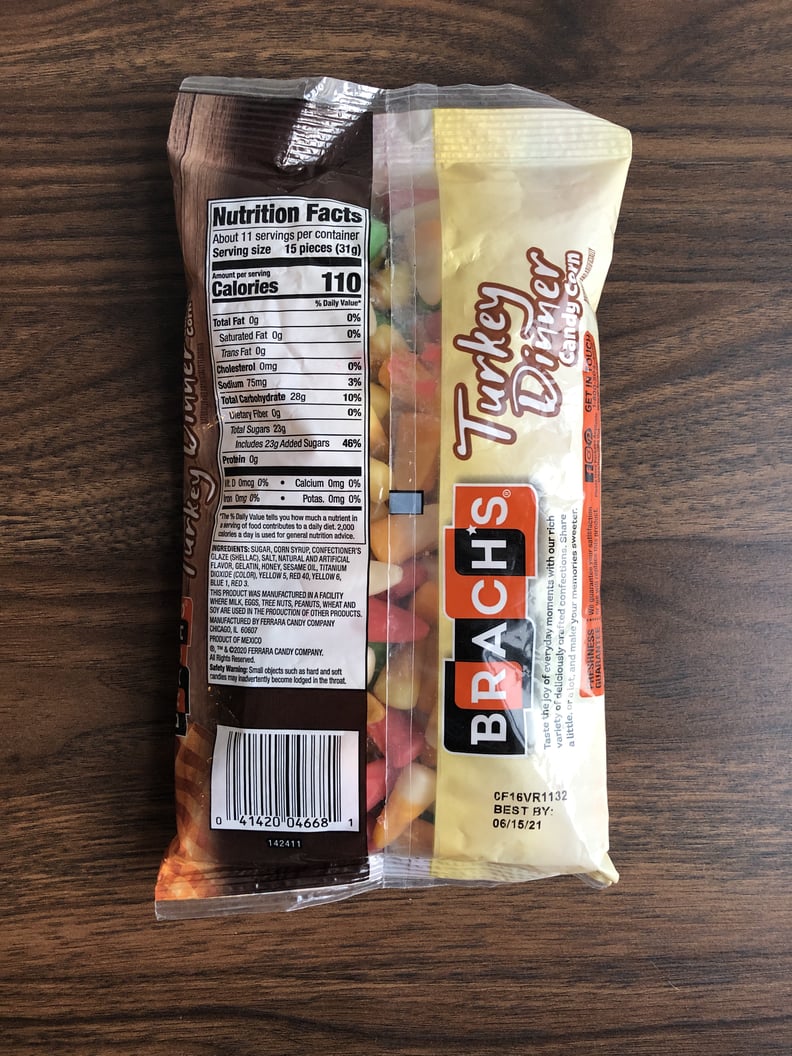 Nutrition Facts
About 11 servings per container
Serving size 15 pieces (31g)
Amount per serving
Calories 110
% Daily Value*
Total Fat 0g 0%
Saturated Fat 0g 0%
Trans Fat 0g
Cholesterol 0mg 0%
Sodium 75mg 3%
Total Carbohydrate 28g 10%
Dietary Fiber 0g 0%
Total Sugars 23g
Includes 23g Added Sugars 46%
Protein 0g
Vit. D 0mcg 0% • Calcium 0mg 0%
Iron 0mg 0% • Potas. 0mg 0%
*The % Daily Value tells you how much a nutrient in
a serving of food contributes to a daily diet. 2,000
calories a day is used for general nutrition advice.
INGREDIENTS: SUGAR, CORN SYRUP, CONFECTIONER'S
GLAZE (SHELLAC), SALT, NATURAL AND ARTIFICIAL
FLAVOR, GELATIN, HONEY, SESAME OIL, TITANIUM
DIOXIDE (COLOR), YELLOW 5, RED 40, YELLOW 6,
BLUE 1, RED 3.
THIS PRODUCT WAS MANUFACTURED IN A FACILITY
WHERE MILK, EGGS, TREE NUTS, PEANUTS, WHEAT AND
SOY ARE USED IN THE PRODUCTION OF OTHER PRODUCTS.
MANUFACTURED BY FERRARA CANDY COMPANY
CHICAGO, IL 60607
PRODUCT OF MEXICO
®, ™ & ©2020 FERRARA CANDY COMPANY.
All Rights Reserved.
Safety Warning: Small objects such as hard and soft
candies may inadvertently become lodged in the throat.
0 41420 04668 1
142411
Turkey Dinner
Corn
Turkey
Dinner
Candy Corn
BRACH'S®
Taste the joy of everyday moments with our rich
variety of deliciously crafted confections. Share
a little, or a lot, and make your memories sweeter.
FRESHNESS
GUARANTEE
We guarantee your satisfaction
GET IN TOUCH
CF16VR1132
BEST BY:
06/15/21